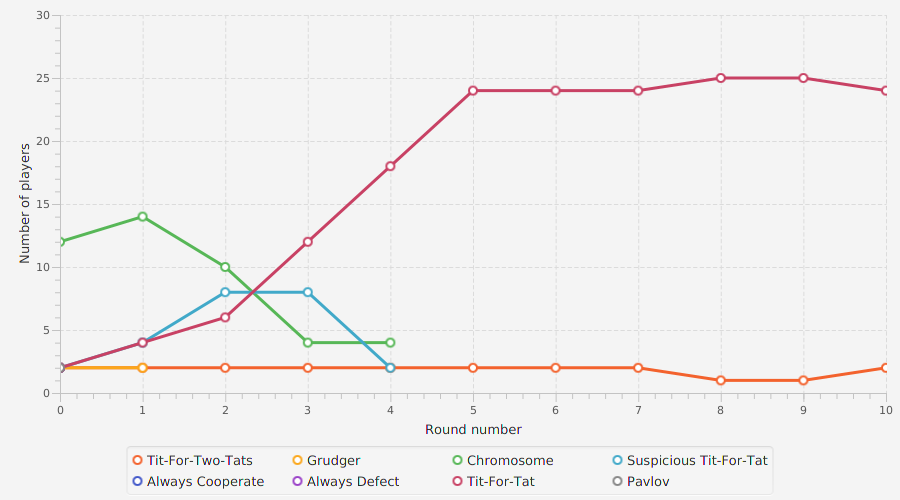 30
25
20
15
10
5
0
Number of players
0 1 2 3 4 5 6 7 8 9 10
Round number
Tit-For-Two-Tats Grudger Chromosome Suspicious Tit-For-Tat
Always Cooperate Always Defect Tit-For-Tat Pavlov